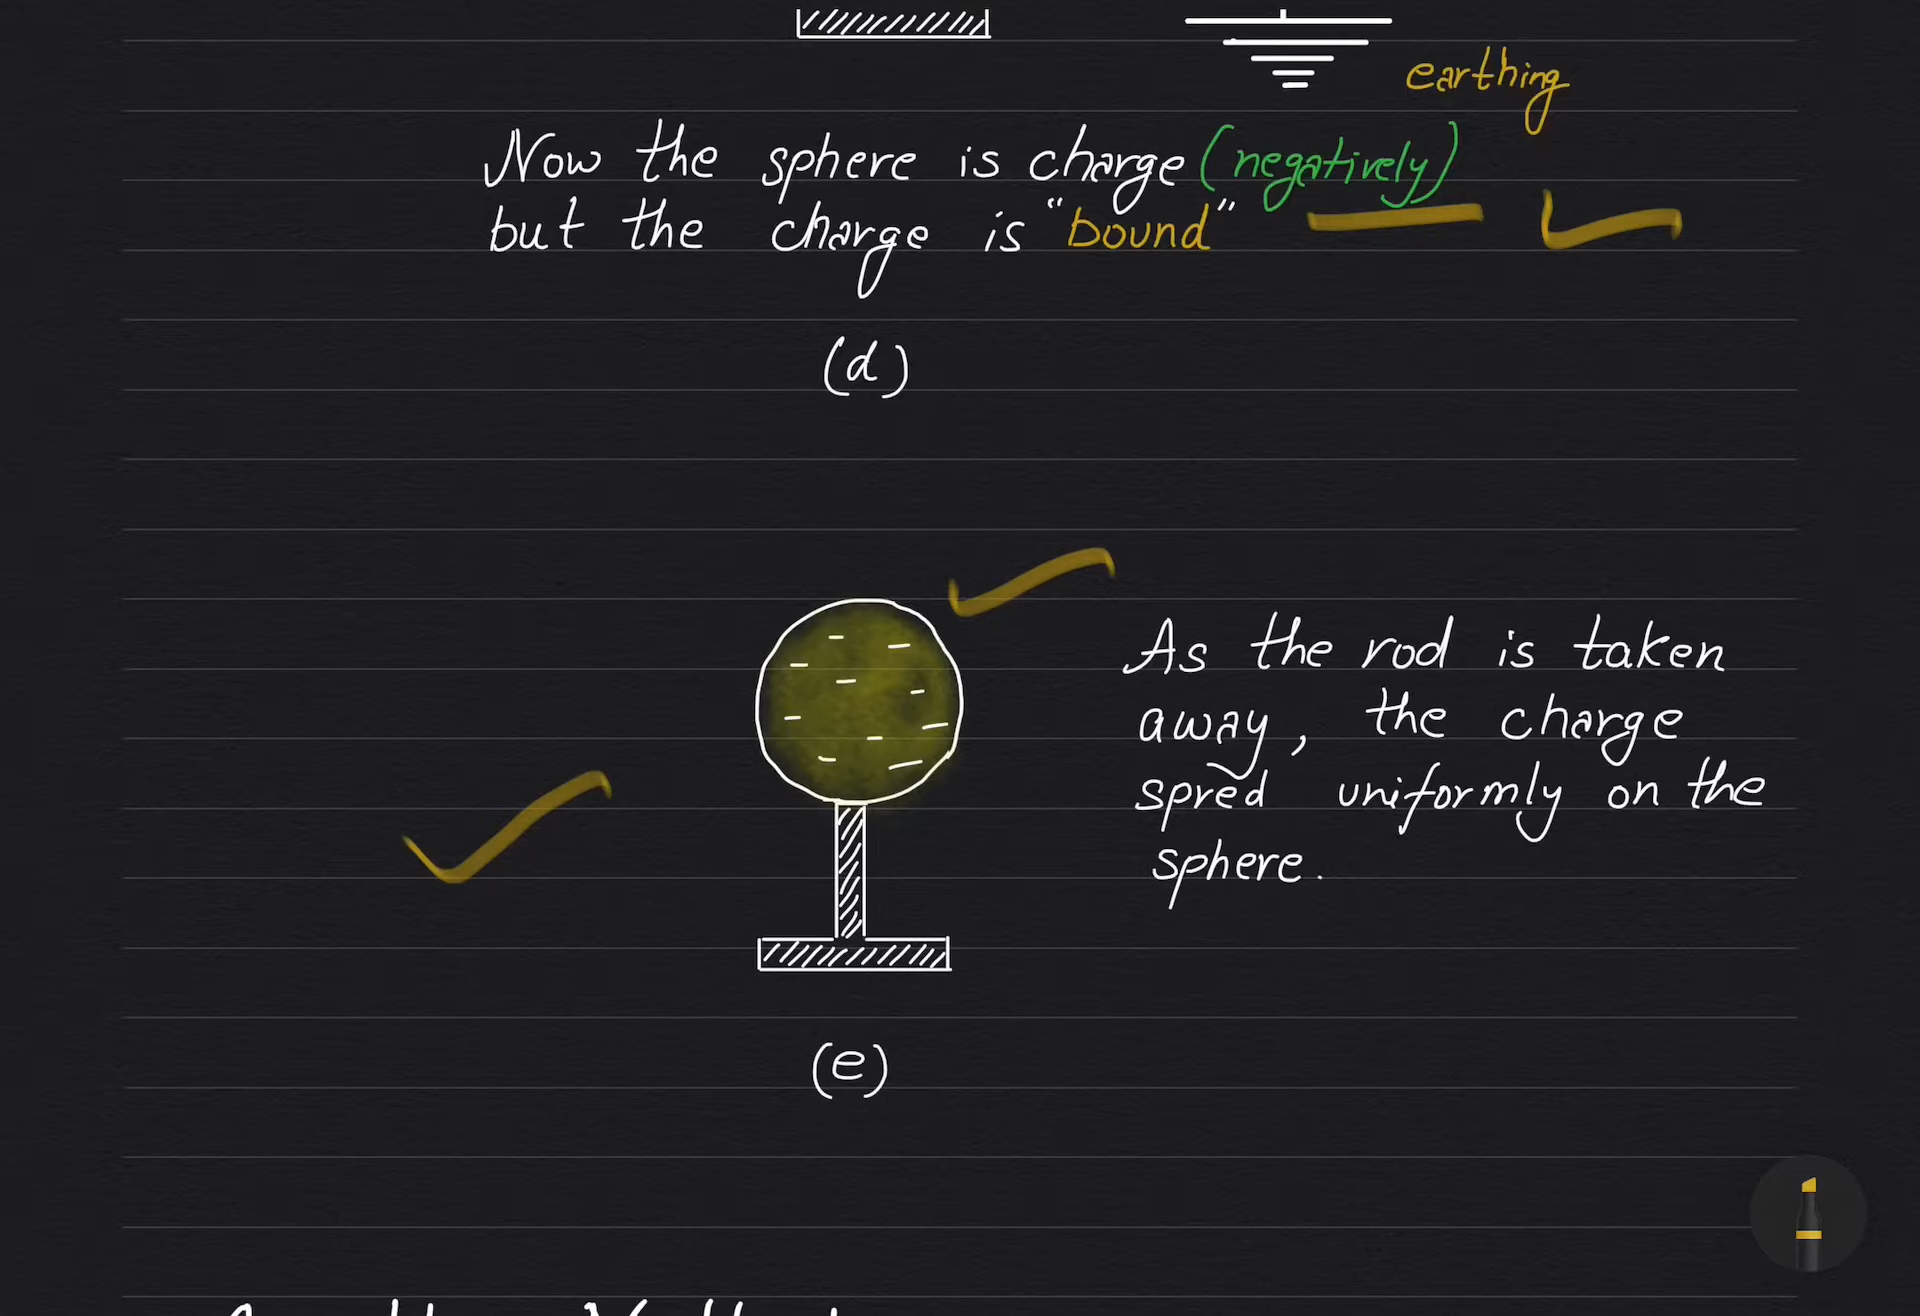 earthing
Now the sphere is charge (negatively)
but the charge is "bound"
(d)
As the rod is taken
away, the charge
spred uniformly on the
sphere.
(e)